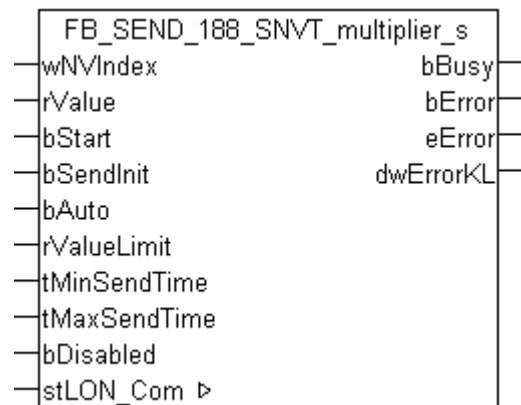 FB_SEND_188_SNVT_multiplier_s
wNVIndex bBusy
rValue bError
bStart eError
bSendInit dwErrorKL
bAuto
rValueLimit
tMinSendTime
tMaxSendTime
bDisabled
stLON_Com ▷